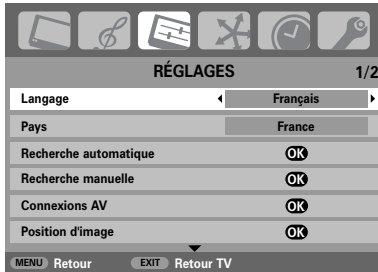 RÉGLAGES 1/2
Langage Français
Pays France
Recherche automatique OK
Recherche manuelle OK
Connexions AV OK
Position d'image OK
MENU Retour EXIT Retour TV